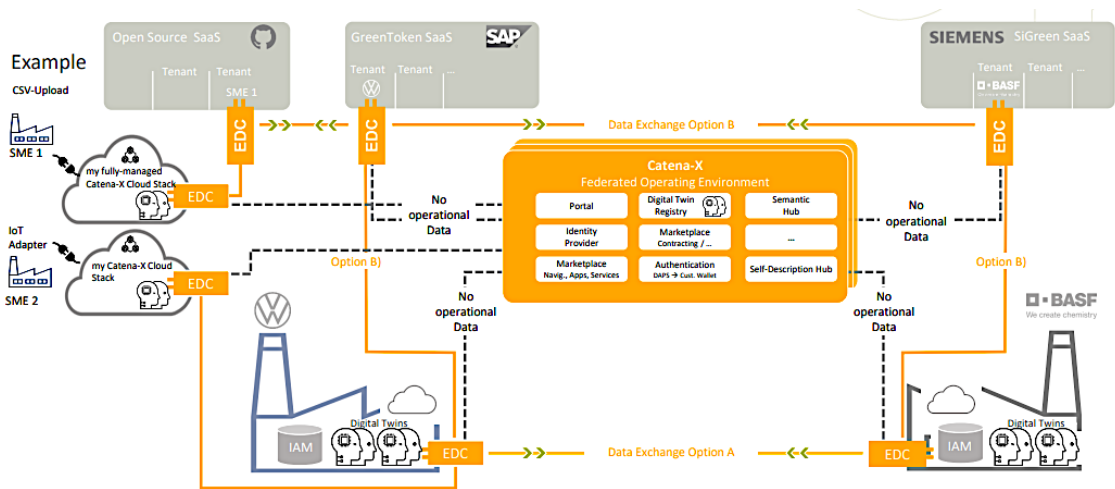 Example
CSV-Upload
SME 1
my fully-managed
Catena-X Cloud Stack
EDC
IoT
Adapter
SME 2
my Catena-X Cloud
Stack
EDC
Open Source SaaS
Tenant Tenant
SME 1
EDC
GreenToken SaaS
SAP
Tenant Tenant ...
EDC
Data Exchange Option B
SIEMENS SiGreen SaaS
Tenant Tenant ...
BASF
EDC
Catena-X
Federated Operating Environment
Portal
Digital Twin
Registry
Semantic
Hub
Identity
Provider
Marketplace
Contracting / ...
...
Marketplace
Navig., Apps, Services
Authentication
DAPS → Cust. Wallet
Self-Description Hub
No
operational
Data
No
operational
Data
Option B)
Option B)
No
operational
Data
No
operational
Data
BASF
We create chemistry
IAM
Digital Twins
EDC
Data Exchange Option A
EDC
IAM
Digital Twins